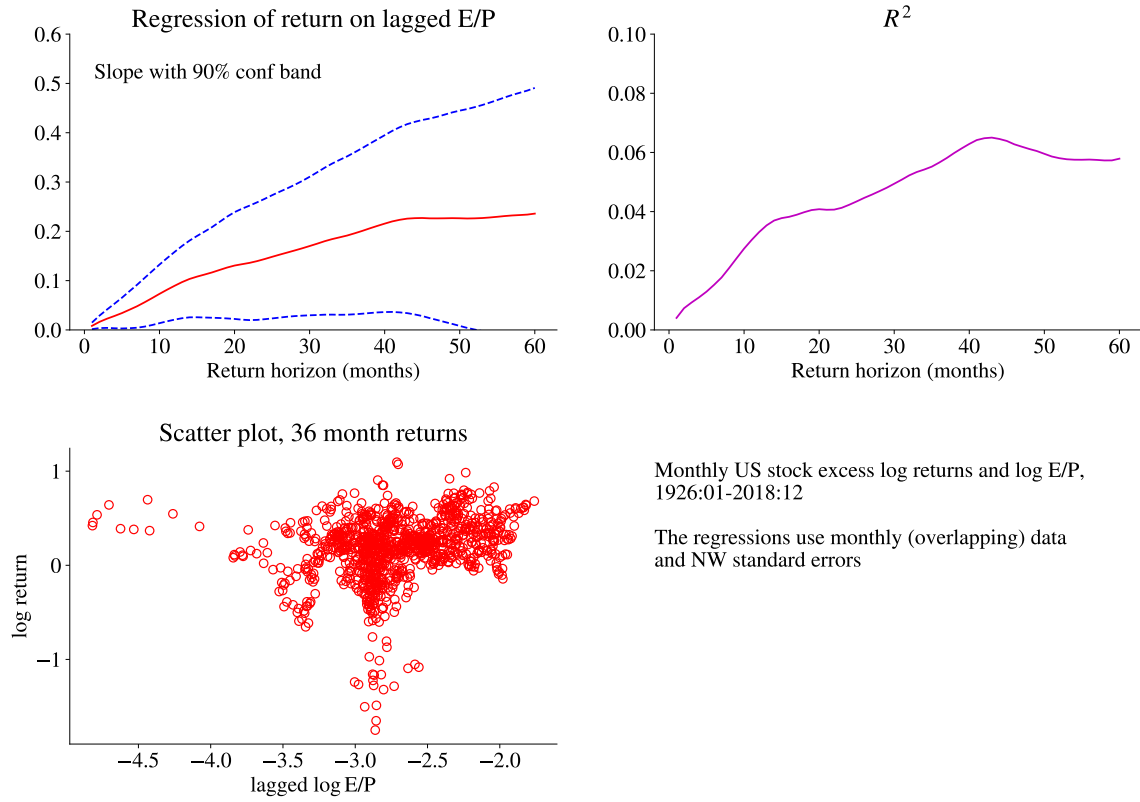 Regression of return on lagged E/P
Slope with 90% conf band
0.6
0.5
0.4
0.3
0.2
0.1
0.0
0 10 20 30 40 50 60
Return horizon (months)
R²
0.10
0.08
0.06
0.04
0.02
0.00
0 10 20 30 40 50 60
Return horizon (months)
Scatter plot, 36 month returns
log return
1
0
−1
−4.5 −4.0 −3.5 −3.0 −2.5 −2.0
lagged log E/P
Monthly US stock excess log returns and log E/P,
1926:01-2018:12
The regressions use monthly (overlapping) data
and NW standard errors